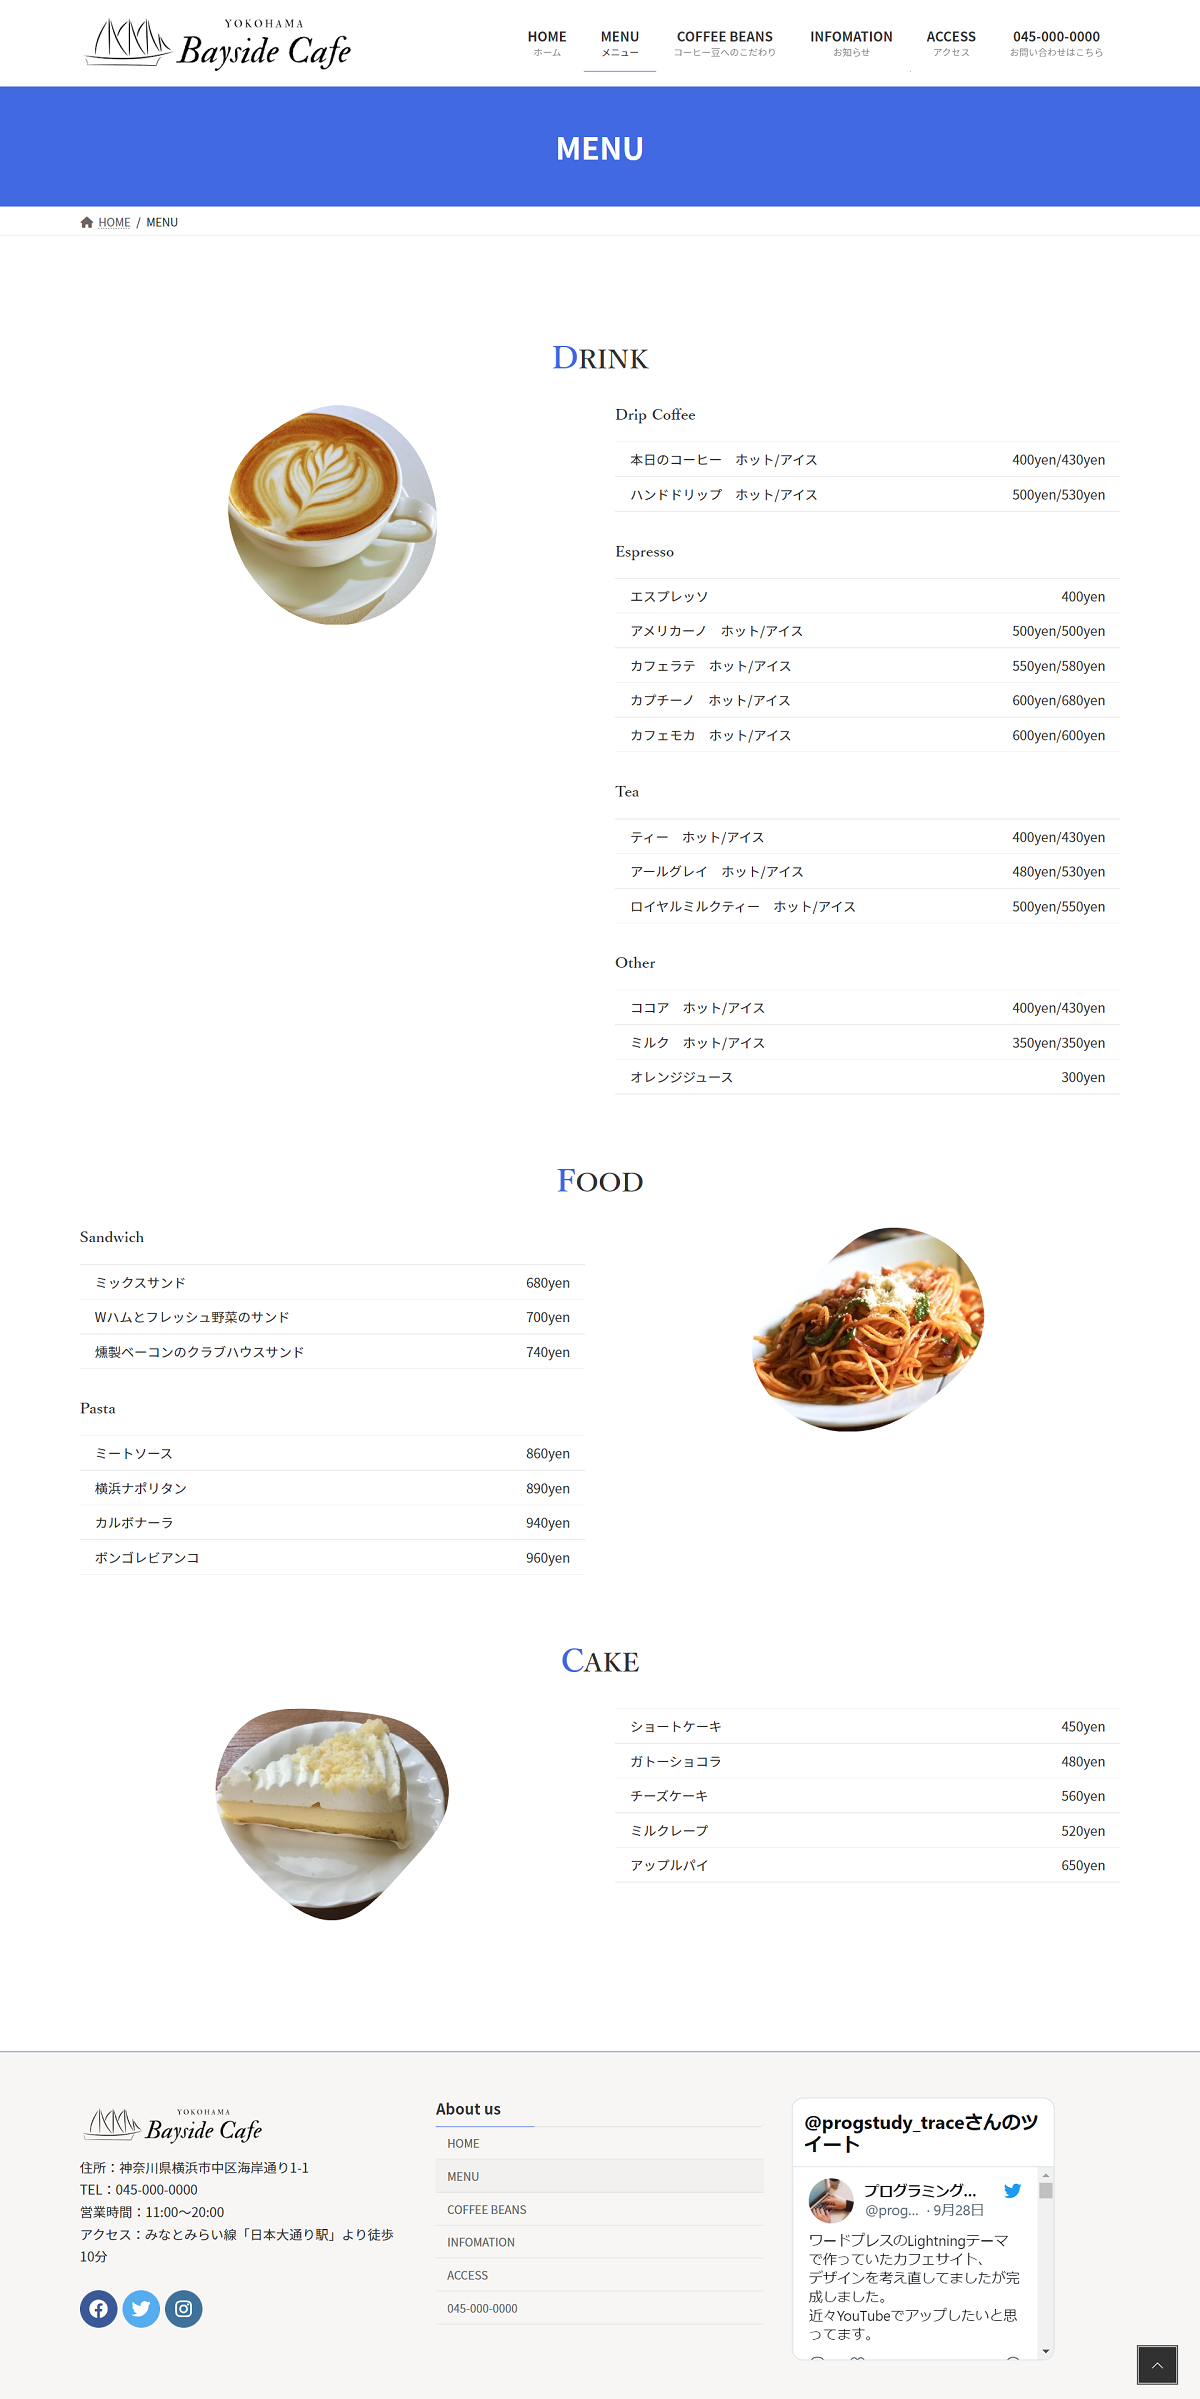 YOKOHAMA
Bayside Cafe
HOME
ホーム
MENU
メニュー
COFFEE BEANS
コーヒー豆へのこだわり
INFOMATION
お知らせ
ACCESS
アクセス
045-000-0000
お問い合わせはこちら
MENU
HOME / MENU
DRINK
Drip Coffee
本日のコーヒー　ホット/アイス 400yen/430yen
ハンドドリップ　ホット/アイス 500yen/530yen
Espresso
エスプレッソ 400yen
アメリカーノ　ホット/アイス 500yen/500yen
カフェラテ　ホット/アイス 550yen/580yen
カプチーノ　ホット/アイス 600yen/680yen
カフェモカ　ホット/アイス 600yen/600yen
Tea
ティー　ホット/アイス 400yen/430yen
アールグレイ　ホット/アイス 480yen/530yen
ロイヤルミルクティー　ホット/アイス 500yen/550yen
Other
ココア　ホット/アイス 400yen/430yen
ミルク　ホット/アイス 350yen/350yen
オレンジジュース 300yen
FOOD
Sandwich
ミックスサンド 680yen
Wハムとフレッシュ野菜のサンド 700yen
燻製ベーコンのクラブハウスサンド 740yen
Pasta
ミートソース 860yen
横浜ナポリタン 890yen
カルボナーラ 940yen
ボンゴレビアンコ 960yen
CAKE
ショートケーキ 450yen
ガトーショコラ 480yen
チーズケーキ 560yen
ミルクレープ 520yen
アップルパイ 650yen
YOKOHAMA
Bayside Cafe
住所：神奈川県横浜市中区海岸通り1-1
TEL：045-000-0000
営業時間：11:00〜20:00
アクセス：みなとみらい線「日本大通り駅」より徒歩
10分
About us
HOME
MENU
COFFEE BEANS
INFOMATION
ACCESS
045-000-0000
@progstudy_traceさんのツ
イート
プログラミング...
@prog... · 9月28日
ワードプレスのLightningテーマ
で作っていたカフェサイト、
デザインを考え直してましたが完
成しました。
近々YouTubeでアップしたいと思
ってます。